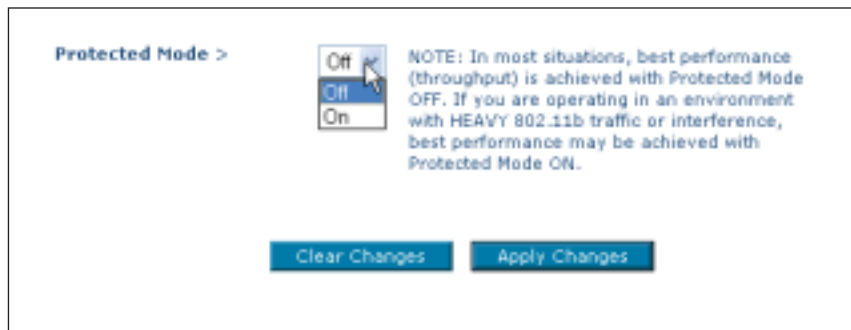 Protected Mode >
Off
Off
On
NOTE: In most situations, best performance
(throughput) is achieved with Protected Mode
OFF. If you are operating in an environment
with HEAVY 802.11b traffic or interference,
best performance may be achieved with
Protected Mode ON.
Clear Changes
Apply Changes